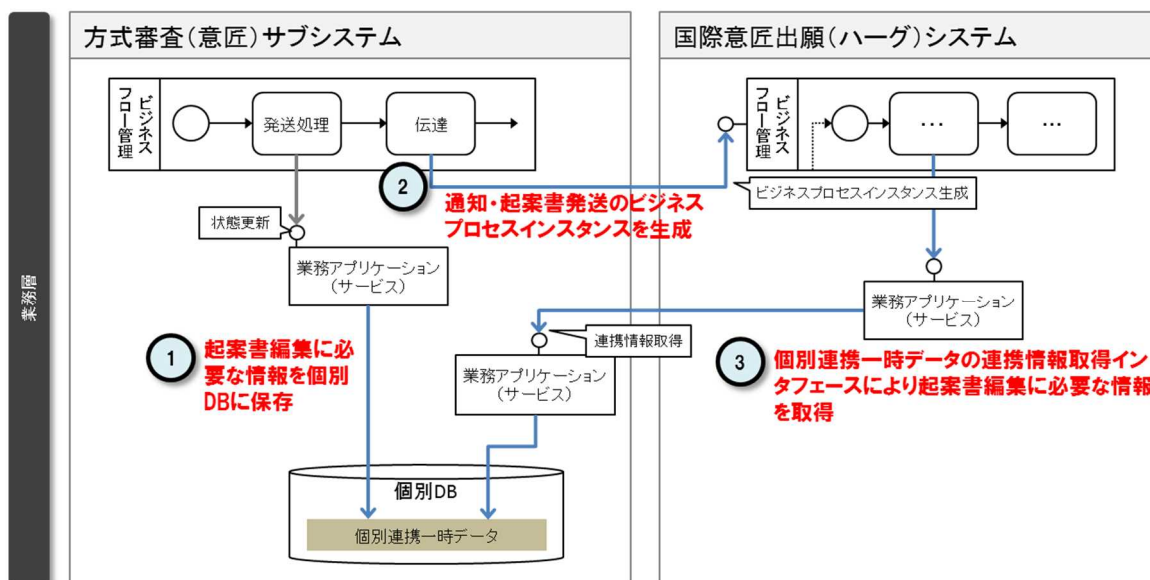 方式審査（意匠）サブシステム
国際意匠出願（ハーグ）システム
業務層
ビジネス
フロー管理
発送処理
伝達
ビジネス
フロー管理
…
…
2
通知・起案書発送のビジネス
プロセスインスタンスを生成
ビジネスプロセスインスタンス生成
状態更新
業務アプリケーション
（サービス）
業務アプリケーション
（サービス）
1
起案書編集に必
要な情報を個別
DBに保存
連携情報取得
業務アプリケーション
（サービス）
3
個別連携一時データの連携情報取得イン
タフェースにより起案書編集に必要な情報
を取得
個別DB
個別連携一時データ